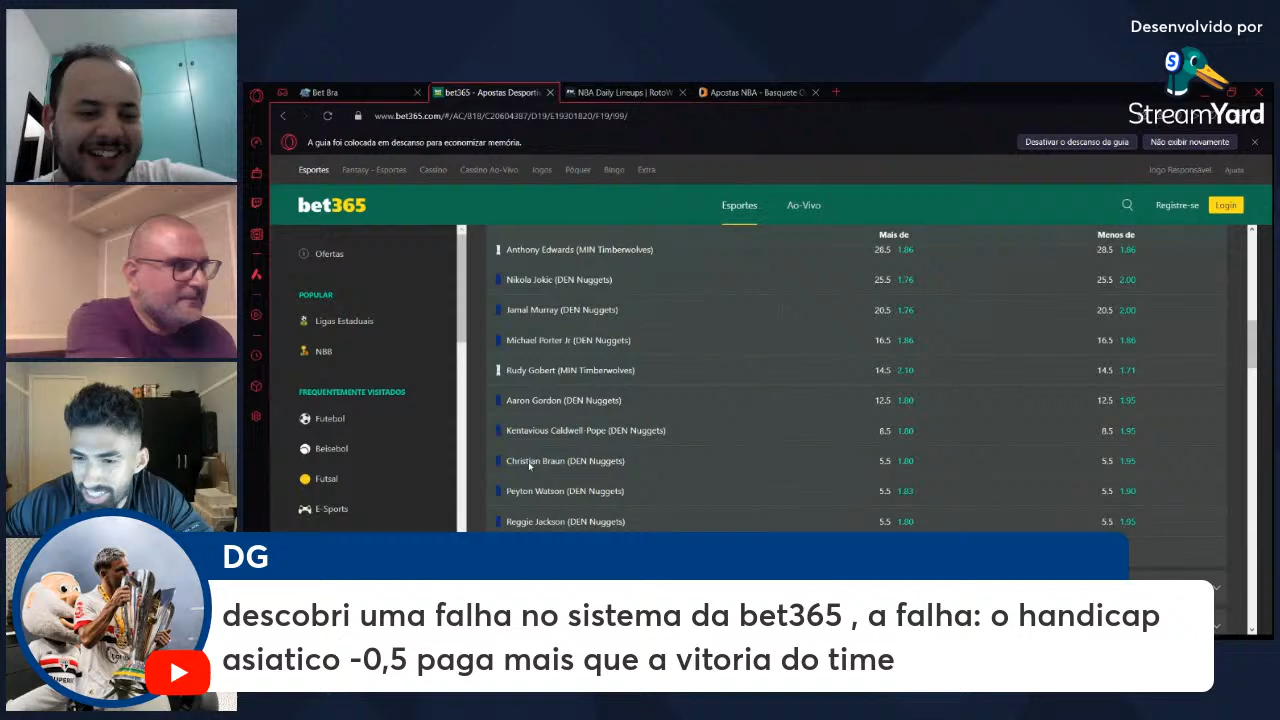 Desenvolvido por
StreamYard
Bet Bra
bet365 - Apostas Desporti
NBA Daily Lineups | RotoW
Apostas NBA - Basquete O
www.bet365.com/#/AC/B18/C20604387/D19/E19301820/F19/I99/
A guia foi colocada em descanso para economizar memória.
Desativar o descanso da guia
Não exibir novamente
Esportes
Fantasy - Esportes
Cassino
Cassino Ao-Vivo
Jogos
Pôquer
Bingo
Extra
Jogo Responsável
Ajuda
bet365
Esportes
Ao-Vivo
Registre-se
Login
Ofertas
POPULAR
Ligas Estaduais
NBB
FREQUENTEMENTE VISITADOS
Futebol
Beisebol
Futsal
E-Sports
Mais de Menos de
Anthony Edwards (MIN Timberwolves) 28.5 1.86 28.5 1.86
Nikola Jokic (DEN Nuggets) 25.5 1.76 25.5 2.00
Jamal Murray (DEN Nuggets) 20.5 1.76 20.5 2.00
Michael Porter Jr (DEN Nuggets) 16.5 1.86 16.5 1.86
Rudy Gobert (MIN Timberwolves) 14.5 2.10 14.5 1.71
Aaron Gordon (DEN Nuggets) 12.5 1.80 12.5 1.95
Kentavious Caldwell-Pope (DEN Nuggets) 8.5 1.80 8.5 1.95
Christian Braun (DEN Nuggets) 5.5 1.80 5.5 1.95
Peyton Watson (DEN Nuggets) 5.5 1.83 5.5 1.90
Reggie Jackson (DEN Nuggets) 5.5 1.80 5.5 1.95
DG
descobri uma falha no sistema da bet365 , a falha: o handicap
asiatico -0,5 paga mais que a vitoria do time